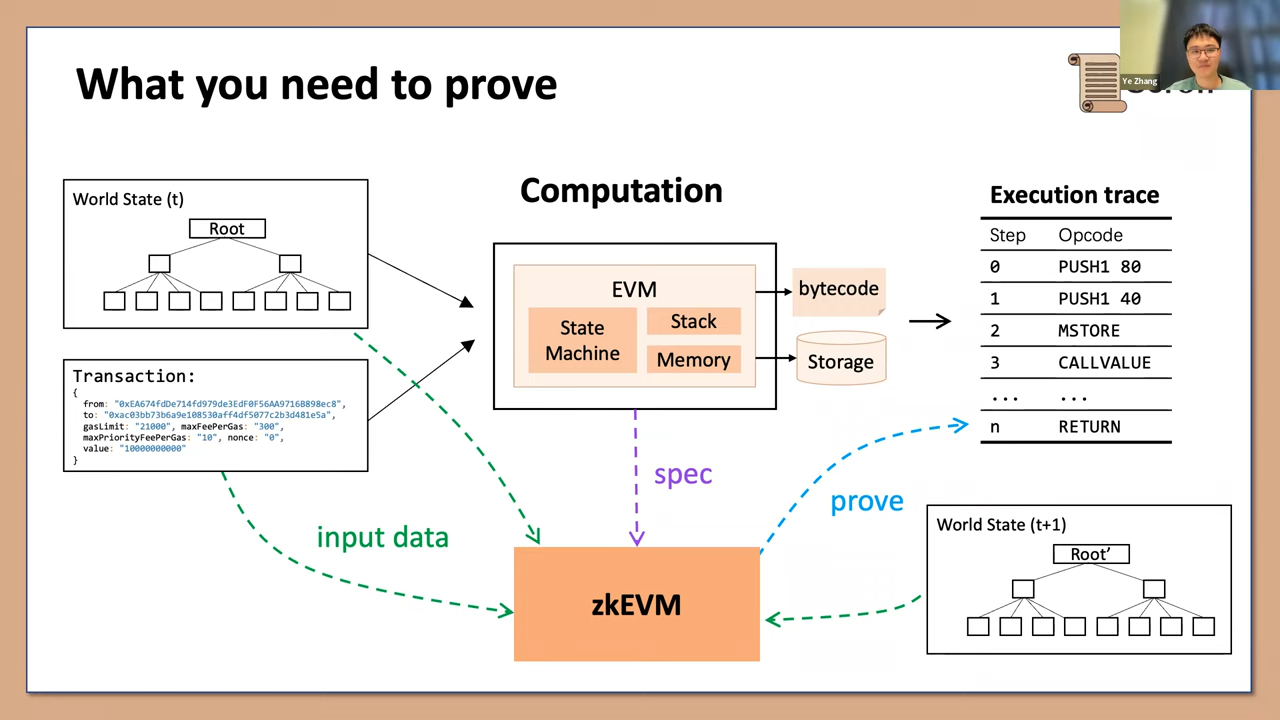 What you need to prove
Ye Zhang
World State (t)
Root
Transaction:
{
from: "0xEA674fdDe714fd979de3EdF0F56AA9716B898ec8",
to: "0xac03bb73b6a9e108530aff4df5077c2b3d481e5a",
gasLimit: "21000", maxFeePerGas: "300",
maxPriorityFeePerGas: "10", nonce: "0",
value: "10000000000"
}
Computation
EVM
State
Machine
Stack
Memory
bytecode
Storage
Execution trace
Step Opcode
0 PUSH1 80
1 PUSH1 40
2 MSTORE
3 CALLVALUE
... ...
n RETURN
input data
spec
prove
zkEVM
World State (t+1)
Root’